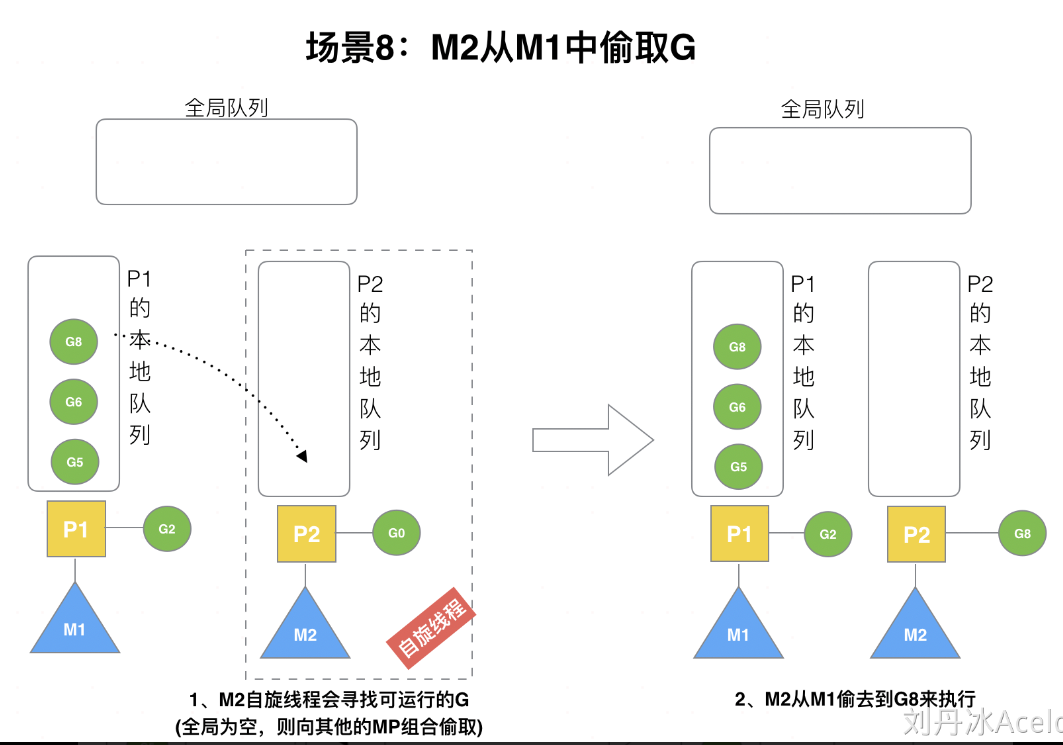 场景8：M2从M1中偷取G
全局队列
全局队列
P1的本地队列
G8
G6
G5
P1
G2
M1
P2的本地队列
P2
G0
M2
自旋线程
1、M2自旋线程会寻找可运行的G
(全局为空，则向其他的MP组合偷取)
P1的本地队列
G8
G6
G5
P1
G2
M1
P2的本地队列
P2
G8
M2
2、M2从M1偷去到G8来执行
刘丹冰Acelc